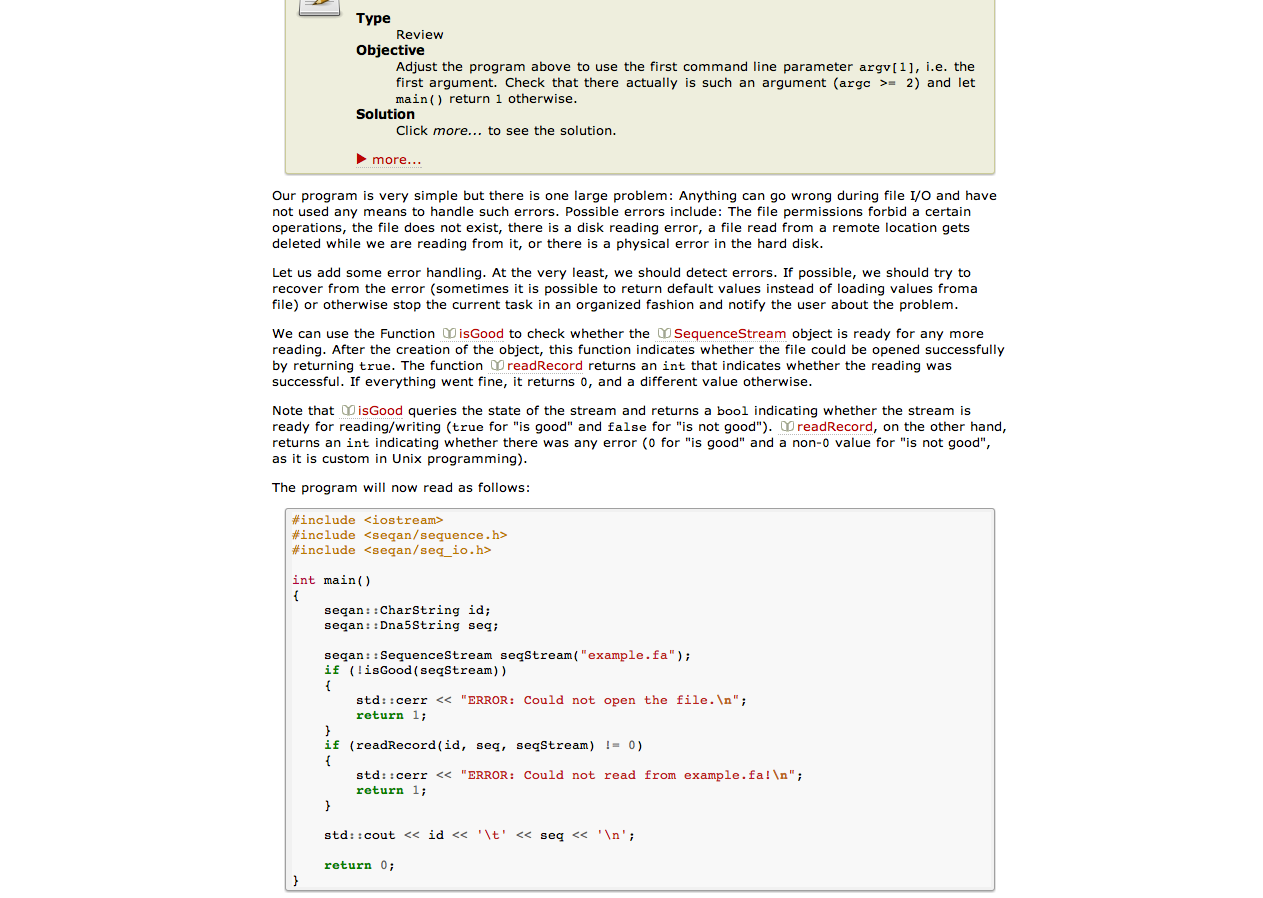 Type
Review
Objective
Adjust the program above to use the first command line parameter argv[1], i.e. the
first argument. Check that there actually is such an argument (argc >= 2) and let
main() return 1 otherwise.
Solution
Click more... to see the solution.
▶ more...
Our program is very simple but there is one large problem: Anything can go wrong during file I/O and have
not used any means to handle such errors. Possible errors include: The file permissions forbid a certain
operations, the file does not exist, there is a disk reading error, a file read from a remote location gets
deleted while we are reading from it, or there is a physical error in the hard disk.
Let us add some error handling. At the very least, we should detect errors. If possible, we should try to
recover from the error (sometimes it is possible to return default values instead of loading values froma
file) or otherwise stop the current task in an organized fashion and notify the user about the problem.
We can use the Function isGood to check whether the SequenceStream object is ready for any more
reading. After the creation of the object, this function indicates whether the file could be opened successfully
by returning true. The function readRecord returns an int that indicates whether the reading was
successful. If everything went fine, it returns 0, and a different value otherwise.
Note that isGood queries the state of the stream and returns a bool indicating whether the stream is
ready for reading/writing (true for "is good" and false for "is not good"). readRecord, on the other hand,
returns an int indicating whether there was any error (0 for "is good" and a non-0 value for "is not good",
as it is custom in Unix programming).
The program will now read as follows:
#include <iostream>
#include <seqan/sequence.h>
#include <seqan/seq_io.h>
int main()
{
    seqan::CharString id;
    seqan::Dna5String seq;
    seqan::SequenceStream seqStream("example.fa");
    if (!isGood(seqStream))
    {
        std::cerr << "ERROR: Could not open the file.\n";
        return 1;
    }
    if (readRecord(id, seq, seqStream) != 0)
    {
        std::cerr << "ERROR: Could not read from example.fa!\n";
        return 1;
    }
    std::cout << id << '\t' << seq << '\n';
    return 0;
}